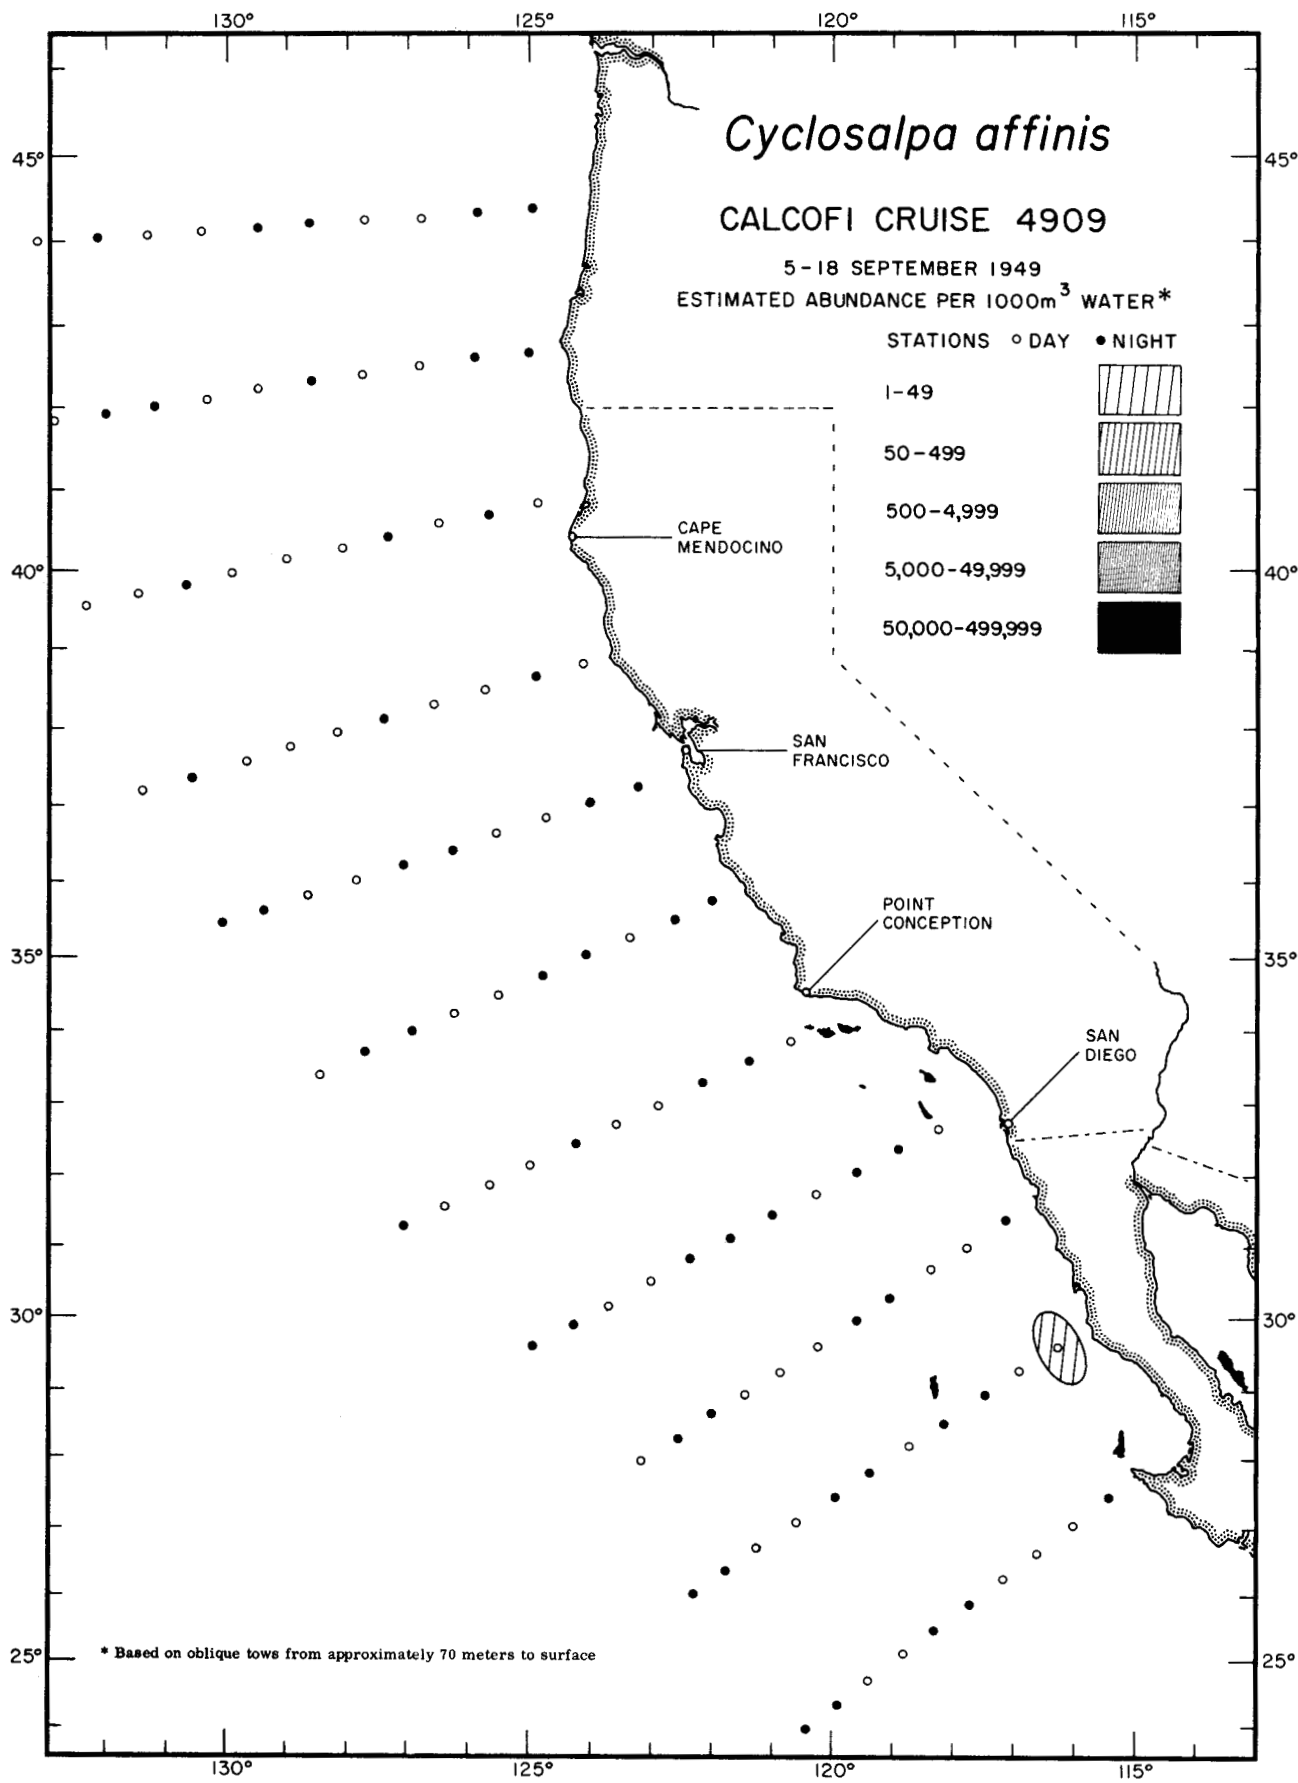 130° 125° 120° 115°
Cyclosalpa affinis
45° 45°
CALCOFI CRUISE 4909
5-18 SEPTEMBER 1949
ESTIMATED ABUNDANCE PER 1000m³ WATER*
STATIONS ○ DAY ● NIGHT
1-49
50-499
500-4,999
5,000-49,999
50,000-499,999
CAPE
MENDOCINO
40° 40°
SAN
FRANCISCO
POINT
CONCEPTION
35° 35°
SAN
DIEGO
30° 30°
* Based on oblique tows from approximately 70 meters to surface
25° 25°
130° 125° 120° 115°